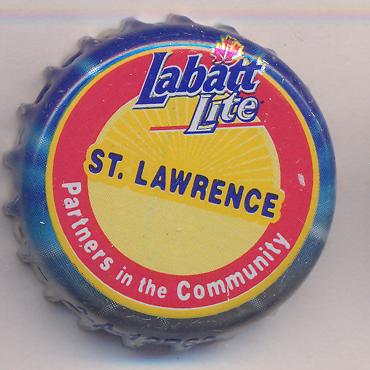 Labatt
Lite
ST. LAWRENCE
Partners in the Community